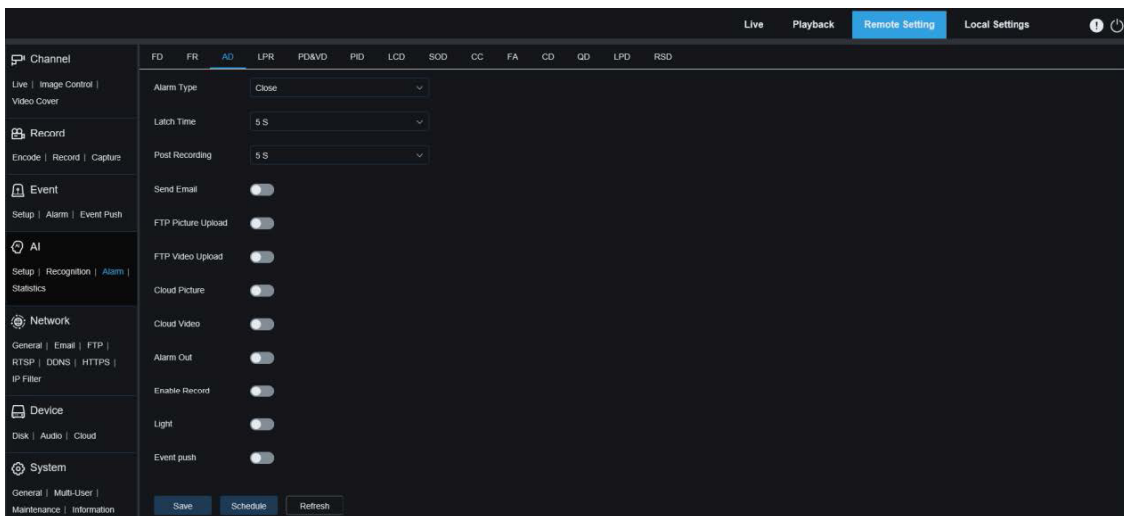 Live Playback Remote Setting Local Settings
Channel
Live | Image Control |
Video Cover
Record
Encode | Record | Capture
Event
Setup | Alarm | Event Push
AI
Setup | Recognition | Alarm |
Statistics
Network
General | Email | FTP |
RTSP | DDNS | HTTPS |
IP Filter
Device
Disk | Audio | Cloud
System
General | Multi-User |
Maintenance | Information
FD FR AD LPR PD&VD PID LCD SOD CC FA CD QD LPD RSD
Alarm Type Close
Latch Time 5 S
Post Recording 5 S
Send Email
FTP Picture Upload
FTP Video Upload
Cloud Picture
Cloud Video
Alarm Out
Enable Record
Light
Event push
Save Schedule Refresh